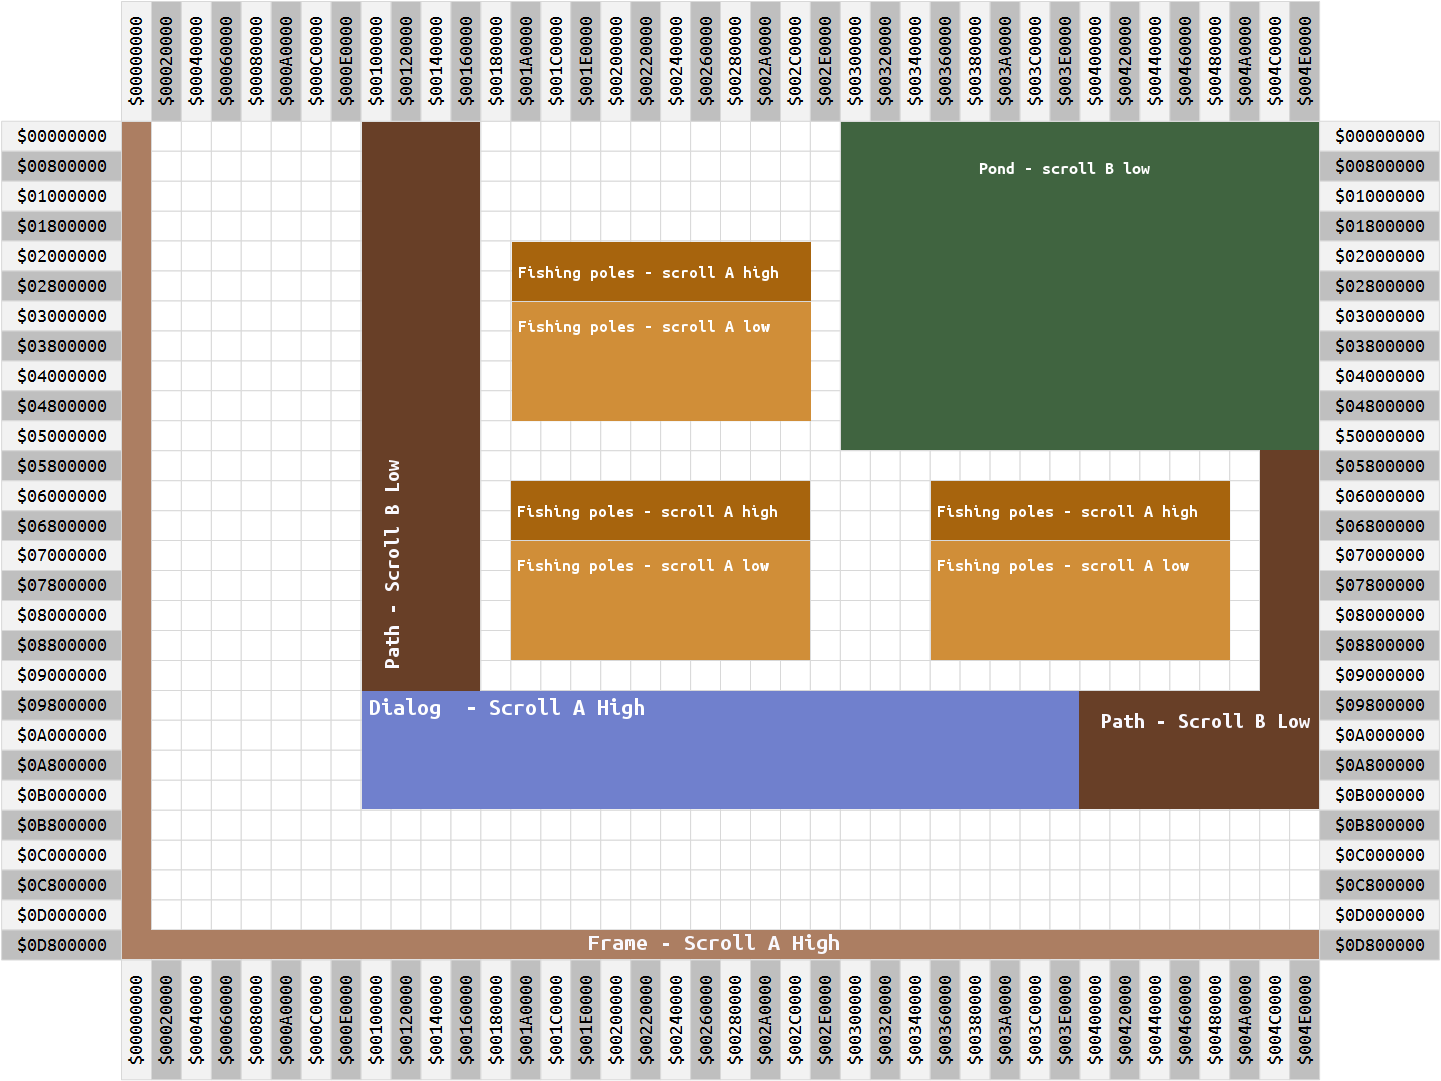 $00000000 $00020000 $00040000 $00060000 $00080000 $000A0000 $000C0000 $000E0000 $00100000 $00120000 $00140000 $00160000 $00180000 $001A0000 $001C0000 $001E0000 $00200000 $00220000 $00240000 $00260000 $00280000 $002A0000 $002C0000 $002E0000 $00300000 $00320000 $00340000 $00360000 $00380000 $003A0000 $003C0000 $003E0000 $00400000 $00420000 $00440000 $00460000 $00480000 $004A0000 $004C0000 $004E0000
$00000000 $00000000
$00800000 Pond - scroll B low $00800000
$01000000 $01000000
$01800000 $01800000
$02000000 $02000000
$02800000 Fishing poles - scroll A high $02800000
$03000000 Fishing poles - scroll A low $03000000
$03800000 $03800000
$04000000 $04000000
$04800000 $04800000
$05000000 $50000000
$05800000 $05800000
$06000000 $06000000
Path - Scroll B Low
$06800000 Fishing poles - scroll A high Fishing poles - scroll A high $06800000
$07000000 Fishing poles - scroll A low Fishing poles - scroll A low $07000000
$07800000 $07800000
$08000000 $08000000
$08800000 $08800000
$09000000 $09000000
$09800000 Dialog  - Scroll A High $09800000
$0A000000 Path - Scroll B Low $0A000000
$0A800000 $0A800000
$0B000000 $0B000000
$0B800000 $0B800000
$0C000000 $0C000000
$0C800000 $0C800000
$0D000000 $0D000000
$0D800000 Frame - Scroll A High $0D800000
$00000000 $00020000 $00040000 $00060000 $00080000 $000A0000 $000C0000 $000E0000 $00100000 $00120000 $00140000 $00160000 $00180000 $001A0000 $001C0000 $001E0000 $00200000 $00220000 $00240000 $00260000 $00280000 $002A0000 $002C0000 $002E0000 $00300000 $00320000 $00340000 $00360000 $00380000 $003A0000 $003C0000 $003E0000 $00400000 $00420000 $00440000 $00460000 $00480000 $004A0000 $004C0000 $004E0000